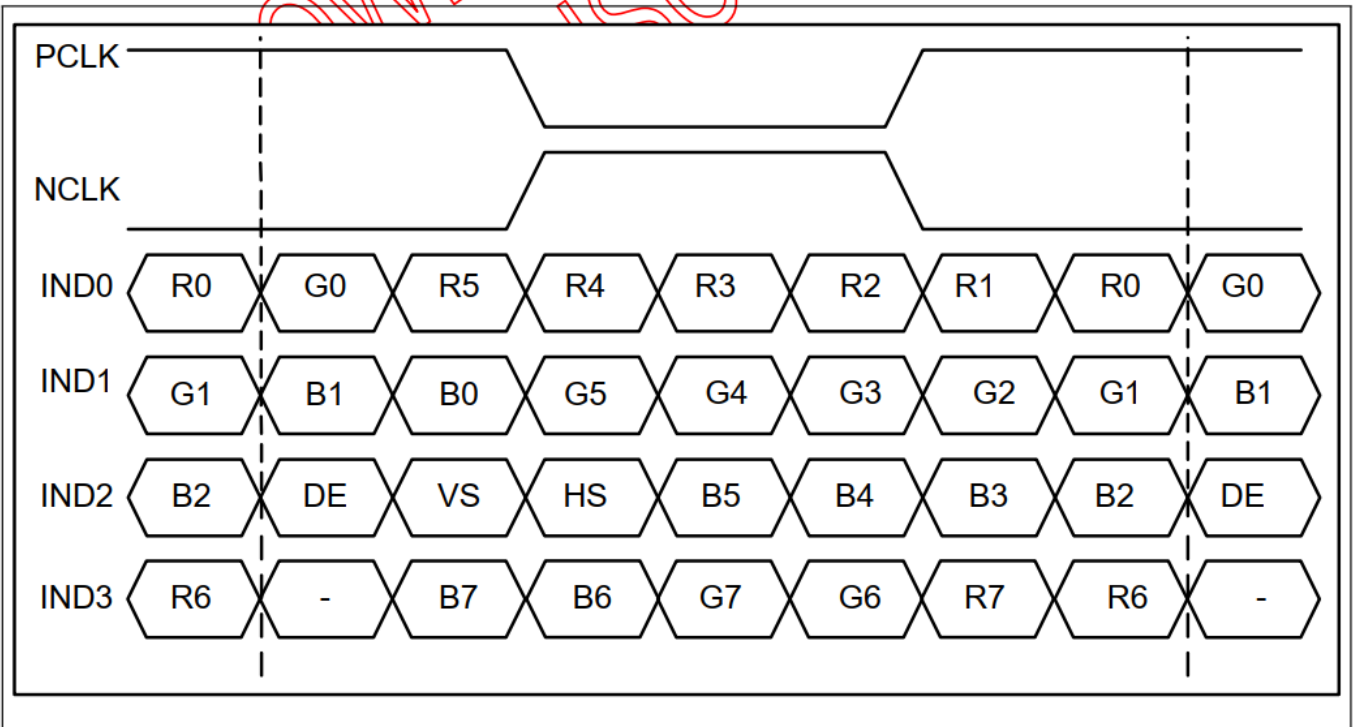 PCLK
NCLK
IND0 R0 G0 R5 R4 R3 R2 R1 R0 G0
IND1 G1 B1 B0 G5 G4 G3 G2 G1 B1
IND2 B2 DE VS HS B5 B4 B3 B2 DE
IND3 R6 - B7 B6 G7 G6 R7 R6 -